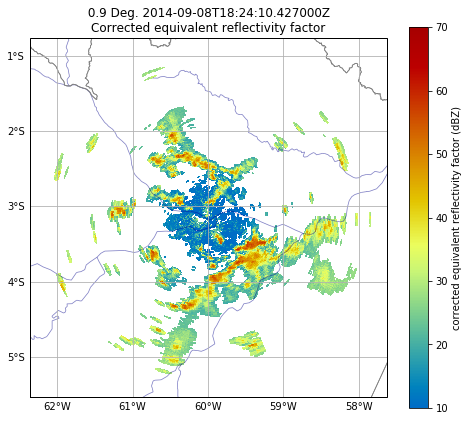 0.9 Deg. 2014-09-08T18:24:10.427000Z
Corrected equivalent reflectivity factor
1°S
2°S
3°S
4°S
5°S
62°W
61°W
60°W
59°W
58°W
70
60
50
40
30
20
10
corrected equivalent reflectivity factor (dBZ)